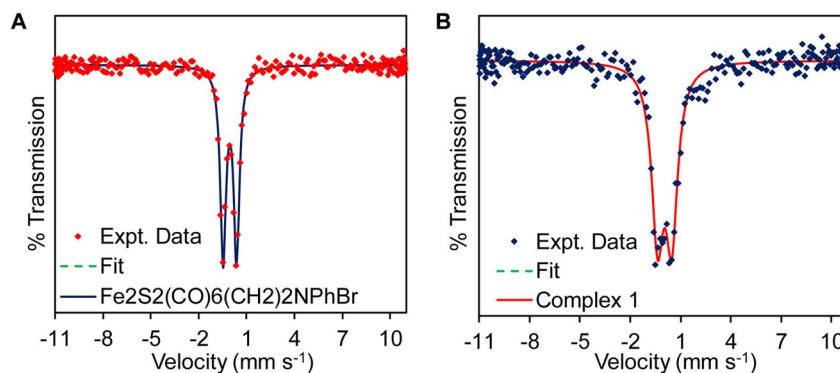 A
% Transmission
Expt. Data
Fit
Fe2S2(CO)6(CH2)2NPhBr
-11 -8 -5 -2 1 4 7 10
Velocity (mm s⁻¹)
B
% Transmission
Expt. Data
Fit
Complex 1
-11 -8 -5 -2 1 4 7 10
Velocity (mm s⁻¹)